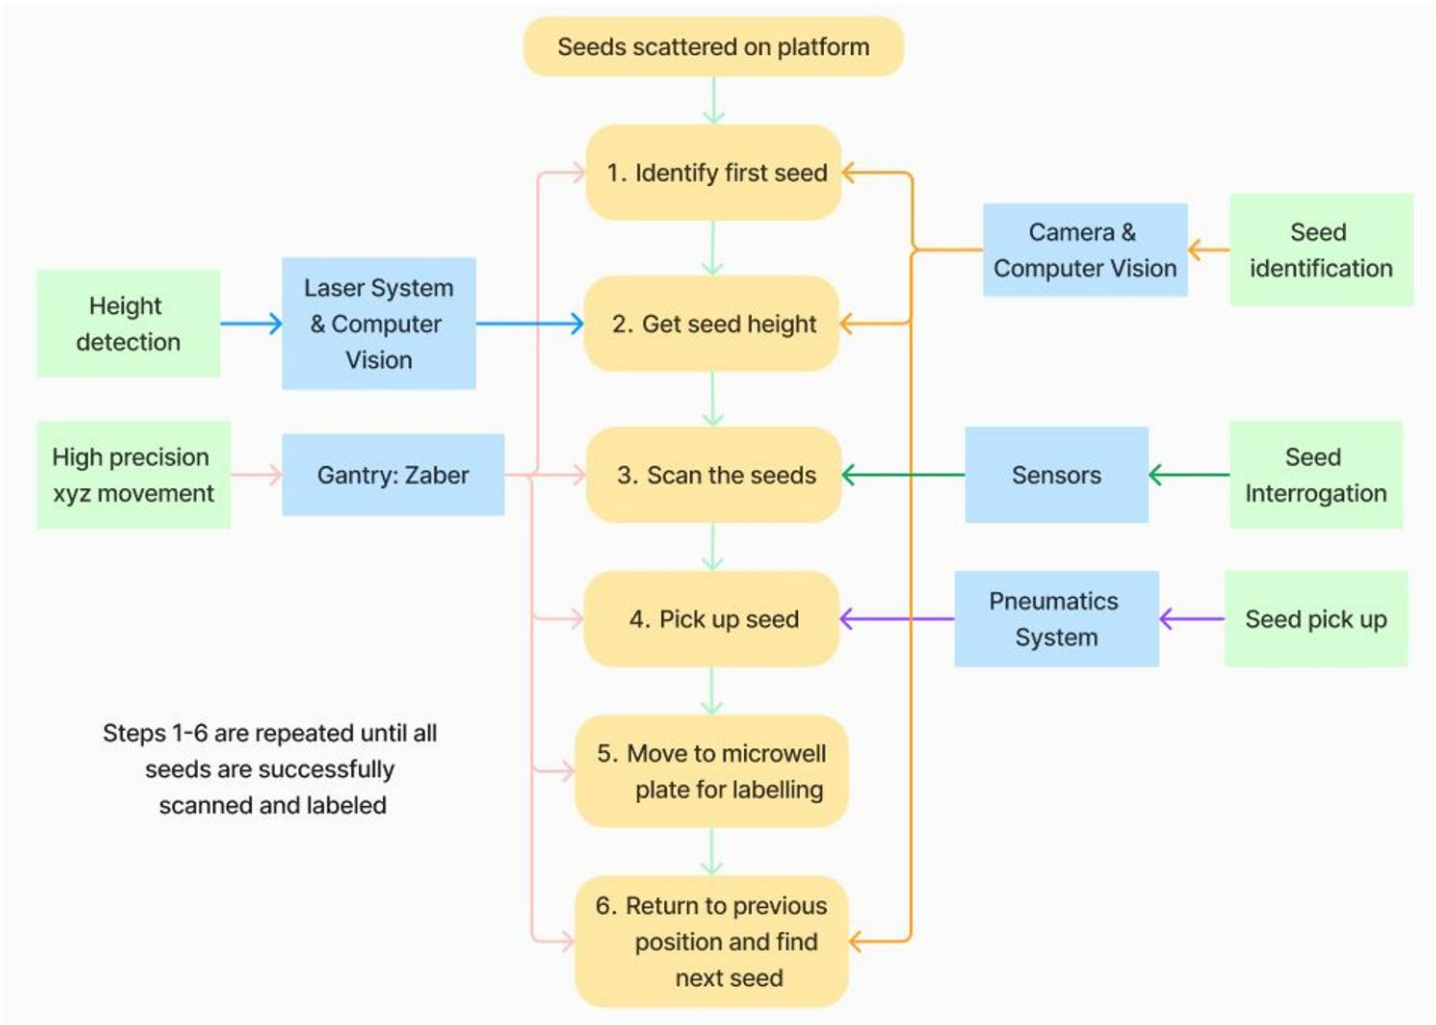 Seeds scattered on platform
1. Identify first seed
Camera &
Computer Vision
Seed
identification
Height
detection
Laser System
& Computer
Vision
2. Get seed height
High precision
xyz movement
Gantry: Zaber
3. Scan the seeds
Sensors
Seed
Interrogation
4. Pick up seed
Pneumatics
System
Seed pick up
Steps 1-6 are repeated until all
seeds are successfully
scanned and labeled
5. Move to microwell
plate for labelling
6. Return to previous
position and find
next seed